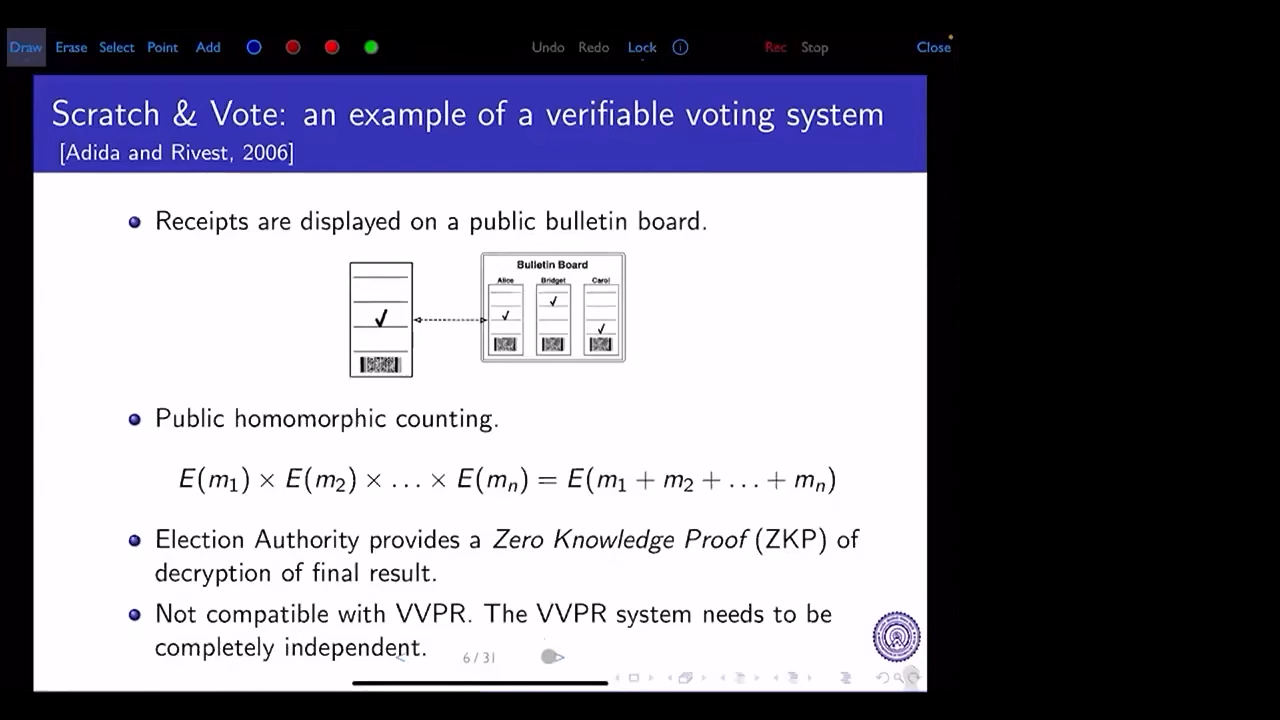 Draw Erase Select Point Add Undo Redo Lock Rec Stop Close
Scratch & Vote: an example of a verifiable voting system
[Adida and Rivest, 2006]
Receipts are displayed on a public bulletin board.
Bulletin Board
Alice Bridget Carol
Public homomorphic counting.
E(m₁) × E(m₂) × ... × E(mₙ) = E(m₁ + m₂ + ... + mₙ)
Election Authority provides a Zero Knowledge Proof (ZKP) of
decryption of final result.
Not compatible with VVPR. The VVPR system needs to be
completely independent.
6/31